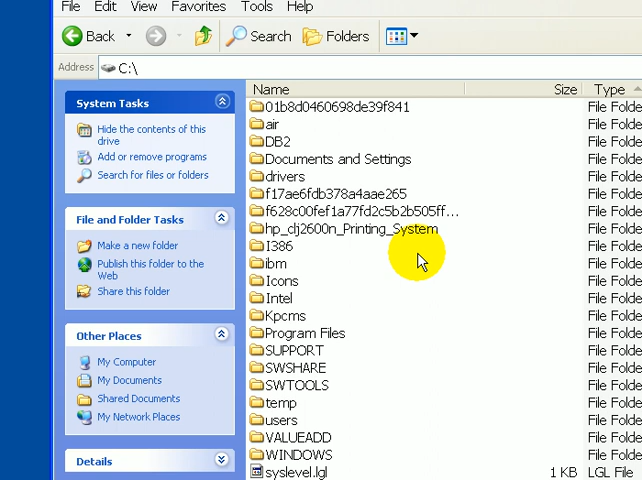 File Edit View Favorites Tools Help
Back Search Folders
Address C:\
System Tasks
Hide the contents of this
drive
Add or remove programs
Search for files or folders
File and Folder Tasks
Make a new folder
Publish this folder to the
Web
Share this folder
Other Places
My Computer
My Documents
Shared Documents
My Network Places
Details
Name Size Type
01b8d0460698de39f841 File Folde
air File Folde
DB2 File Folde
Documents and Settings File Folde
drivers File Folde
f17ae6fdb378a4aae265 File Folde
f628c00fef1a77fd2c5b2b505ff... File Folde
hp_clj2600n_Printing_System File Folde
I386 File Folde
ibm File Folde
Icons File Folde
Intel File Folde
Kpcms File Folde
Program Files File Folde
SUPPORT File Folde
SWSHARE File Folde
SWTOOLS File Folde
temp File Folde
users File Folde
VALUEADD File Folde
WINDOWS File Folde
syslevel.lgl 1 KB LGL File